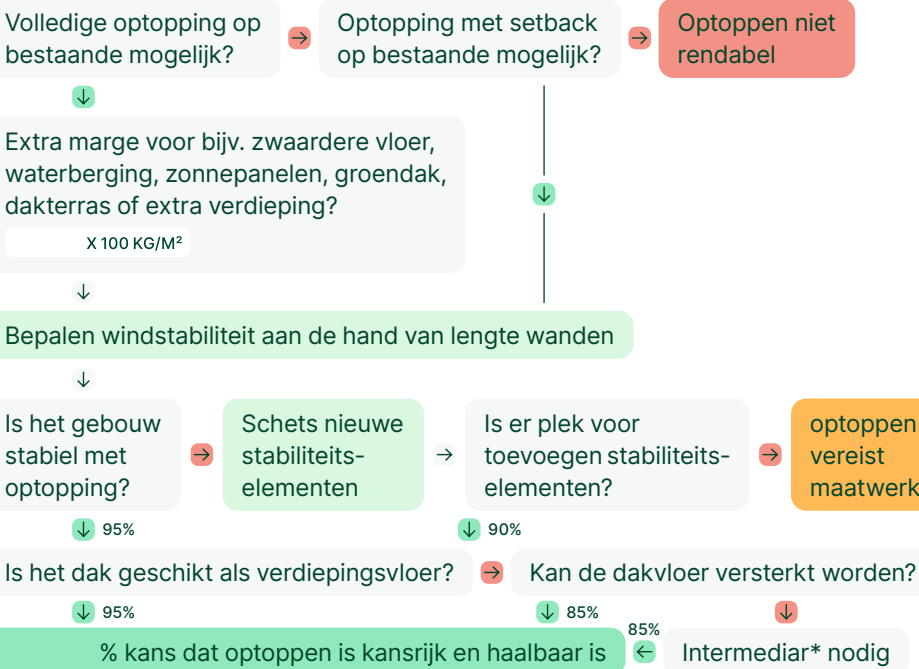 Volledige optopping op
bestaande mogelijk?
→
Optopping met setback
op bestaande mogelijk?
→
Optoppen niet
rendabel
↓
Extra marge voor bijv. zwaardere vloer,
waterberging, zonnepanelen, groendak,
dakterras of extra verdieping?
X 100 KG/M²
↓
↓
Bepalen windstabiliteit aan de hand van lengte wanden
↓
Is het gebouw
stabiel met
optopping?
→
Schets nieuwe
stabiliteits-
elementen
→
Is er plek voor
toevoegen stabiliteits-
elementen?
→
optoppen
vereist
maatwerk
↓ 95%
↓ 90%
Is het dak geschikt als verdiepingsvloer?
→
Kan de dakvloer versterkt worden?
↓ 95%
↓ 85%
↓
% kans dat optoppen is kansrijk en haalbaar is
85%
←
Intermediar* nodig